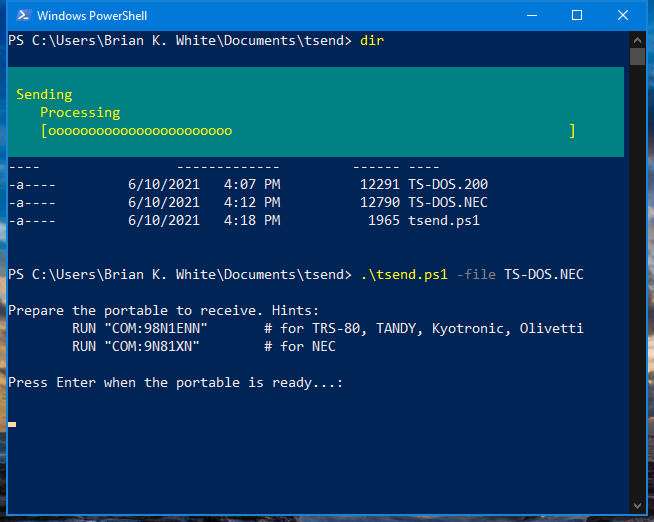 Windows PowerShell
PS C:\Users\Brian K. White\Documents\tsend> dir
Sending
Processing
[ooooooooooooooooooooooo                                          ]
----                 -------------         ------ ----
-a----         6/10/2021   4:07 PM          12291 TS-DOS.200
-a----         6/10/2021   4:12 PM          12790 TS-DOS.NEC
-a----         6/10/2021   4:18 PM           1965 tsend.ps1
PS C:\Users\Brian K. White\Documents\tsend> .\tsend.ps1 -file TS-DOS.NEC
Prepare the portable to receive. Hints:
RUN "COM:98N1ENN"       # for TRS-80, TANDY, Kyotronic, Olivetti
RUN "COM:9N81XN"        # for NEC
Press Enter when the portable is ready...: